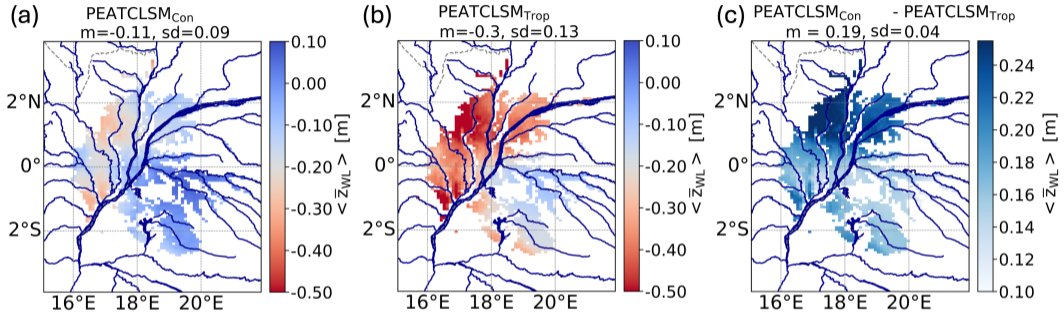 (a) PEATCLSMCon
m=-0.11, sd=0.09
2°N
0°
2°S
16°E 18°E 20°E
0.10
0.00
-0.10
-0.20
-0.30
-0.40
-0.50
< z̄WL > [m]
(b) PEATCLSMTrop
m=-0.3, sd=0.13
2°N
0°
2°S
16°E 18°E 20°E
0.10
0.00
-0.10
-0.20
-0.30
-0.40
-0.50
< z̄WL > [m]
(c) PEATCLSMCon - PEATCLSMTrop
m = 0.19, sd=0.04
2°N
0°
2°S
16°E 18°E 20°E
0.24
0.22
0.20
0.18
0.16
0.14
0.12
0.10
< z̄WL > [m]